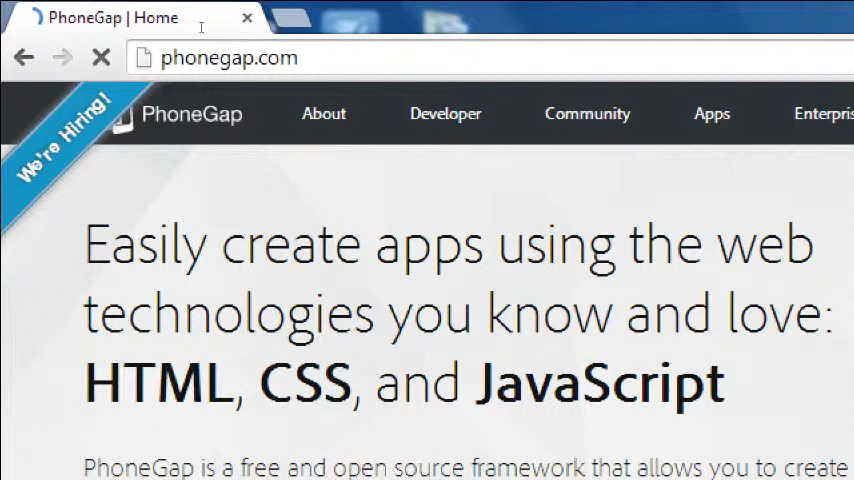 PhoneGap | Home
phonegap.com
We're Hiring!
PhoneGap About Developer Community Apps Enterpris
Easily create apps using the web
technologies you know and love:
HTML, CSS, and JavaScript
PhoneGap is a free and open source framework that allows you to create